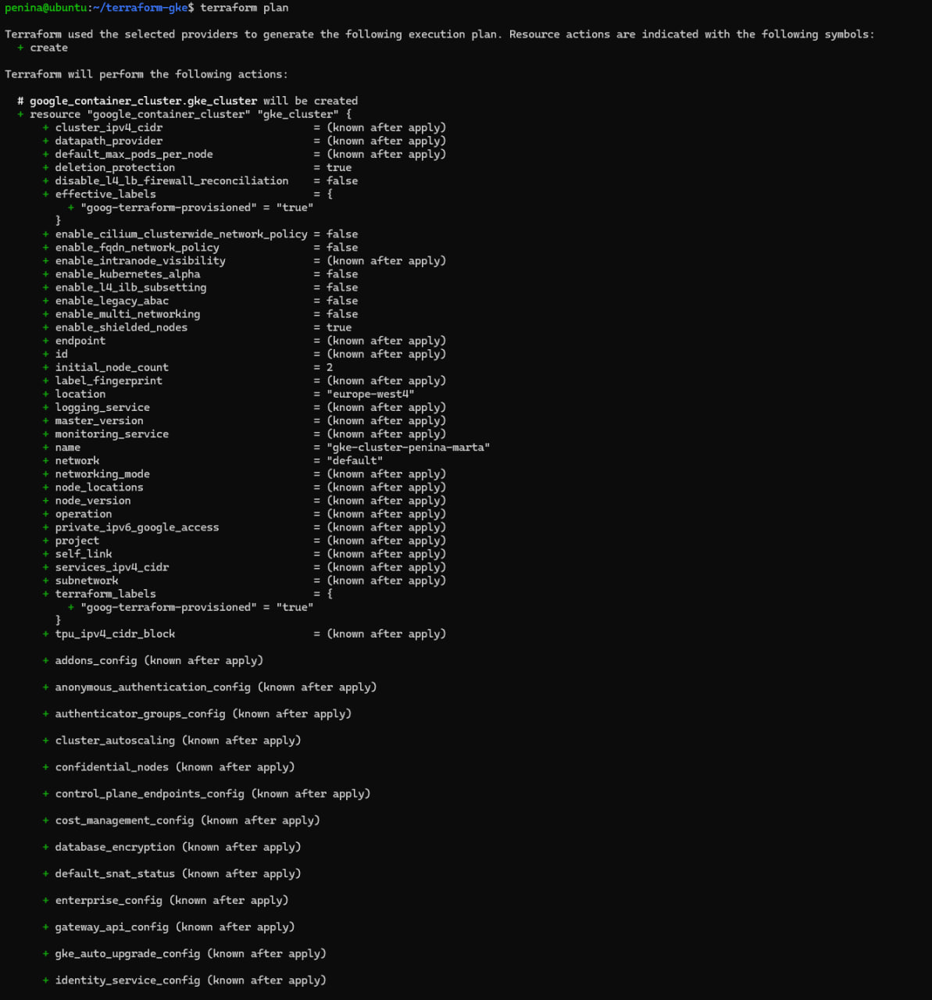 penina@ubuntu:~/terraform-gke$ terraform plan
Terraform used the selected providers to generate the following execution plan. Resource actions are indicated with the following symbols:
+ create
Terraform will perform the following actions:
# google_container_cluster.gke_cluster will be created
+ resource "google_container_cluster" "gke_cluster" {
+ cluster_ipv4_cidr = (known after apply)
+ datapath_provider = (known after apply)
+ default_max_pods_per_node = (known after apply)
+ deletion_protection = true
+ disable_l4_lb_firewall_reconciliation = false
+ effective_labels = {
+ "goog-terraform-provisioned" = "true"
}
+ enable_cilium_clusterwide_network_policy = false
+ enable_fqdn_network_policy = false
+ enable_intranode_visibility = (known after apply)
+ enable_kubernetes_alpha = false
+ enable_l4_ilb_subsetting = false
+ enable_legacy_abac = false
+ enable_multi_networking = false
+ enable_shielded_nodes = true
+ endpoint = (known after apply)
+ id = (known after apply)
+ initial_node_count = 2
+ label_fingerprint = (known after apply)
+ location = "europe-west4"
+ logging_service = (known after apply)
+ master_version = (known after apply)
+ monitoring_service = (known after apply)
+ name = "gke-cluster-penina-marta"
+ network = "default"
+ networking_mode = (known after apply)
+ node_locations = (known after apply)
+ node_version = (known after apply)
+ operation = (known after apply)
+ private_ipv6_google_access = (known after apply)
+ project = (known after apply)
+ self_link = (known after apply)
+ services_ipv4_cidr = (known after apply)
+ subnetwork = (known after apply)
+ terraform_labels = {
+ "goog-terraform-provisioned" = "true"
}
+ tpu_ipv4_cidr_block = (known after apply)
+ addons_config (known after apply)
+ anonymous_authentication_config (known after apply)
+ authenticator_groups_config (known after apply)
+ cluster_autoscaling (known after apply)
+ confidential_nodes (known after apply)
+ control_plane_endpoints_config (known after apply)
+ cost_management_config (known after apply)
+ database_encryption (known after apply)
+ default_snat_status (known after apply)
+ enterprise_config (known after apply)
+ gateway_api_config (known after apply)
+ gke_auto_upgrade_config (known after apply)
+ identity_service_config (known after apply)